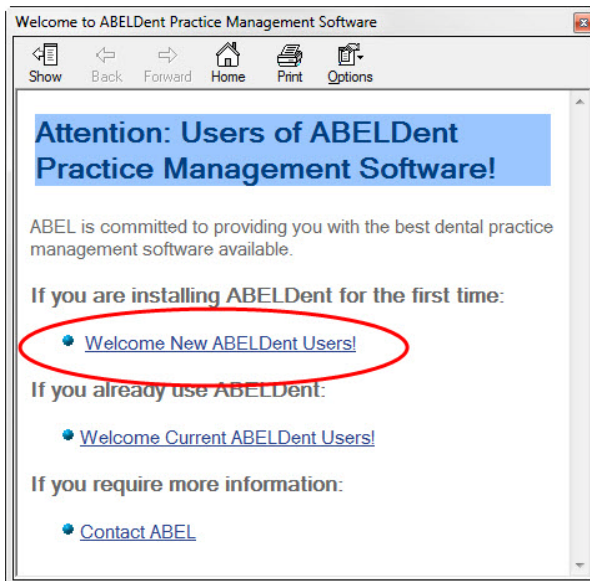 Welcome to ABELDent Practice Management Software
Show Back Forward Home Print Options
Attention: Users of ABELDent
Practice Management Software!
ABEL is committed to providing you with the best dental practice
management software available.
If you are installing ABELDent for the first time:
Welcome New ABELDent Users!
If you already use ABELDent:
Welcome Current ABELDent Users!
If you require more information:
Contact ABEL